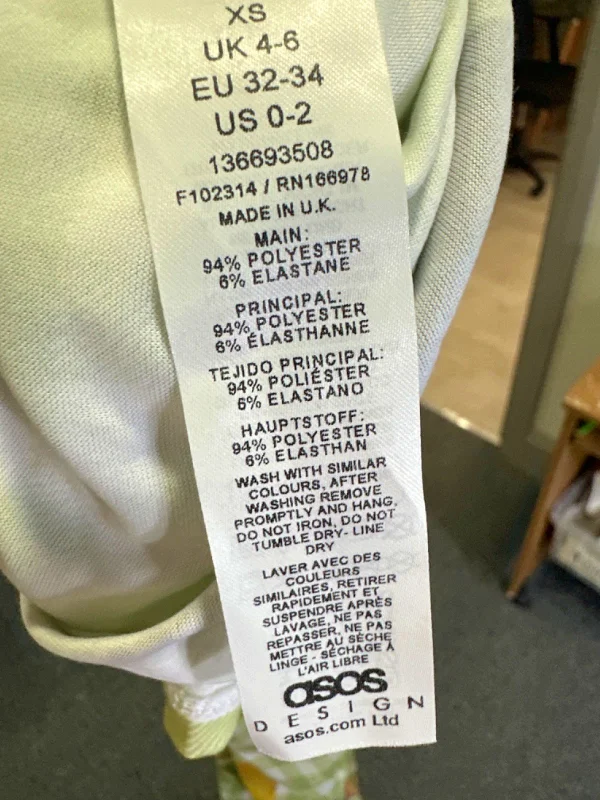 XS
UK 4-6
EU 32-34
US 0-2
136693508
F102314 / RN166978
MADE IN U.K.
MAIN:
94% POLYESTER
6% ELASTANE
PRINCIPAL:
94% POLYESTER
6% ÉLASTHANNE
TEJIDO PRINCIPAL:
94% POLIÉSTER
6% ELASTANO
HAUPTSTOFF:
94% POLYESTER
6% ELASTHAN
WASH WITH SIMILAR
COLOURS, AFTER
WASHING REMOVE
PROMPTLY AND HANG,
DO NOT IRON, DO NOT
TUMBLE DRY- LINE
DRY
LAVER AVEC DES
COULEURS
SIMILAIRES, RETIRER
RAPIDEMENT ET
SUSPENDRE APRÈS
LAVAGE, NE PAS
REPASSER, NE PAS
METTRE AU SÈCHE
LINGE - SÉCHAGE À
L'AIR LIBRE
asos
DESIGN
asos.com Ltd